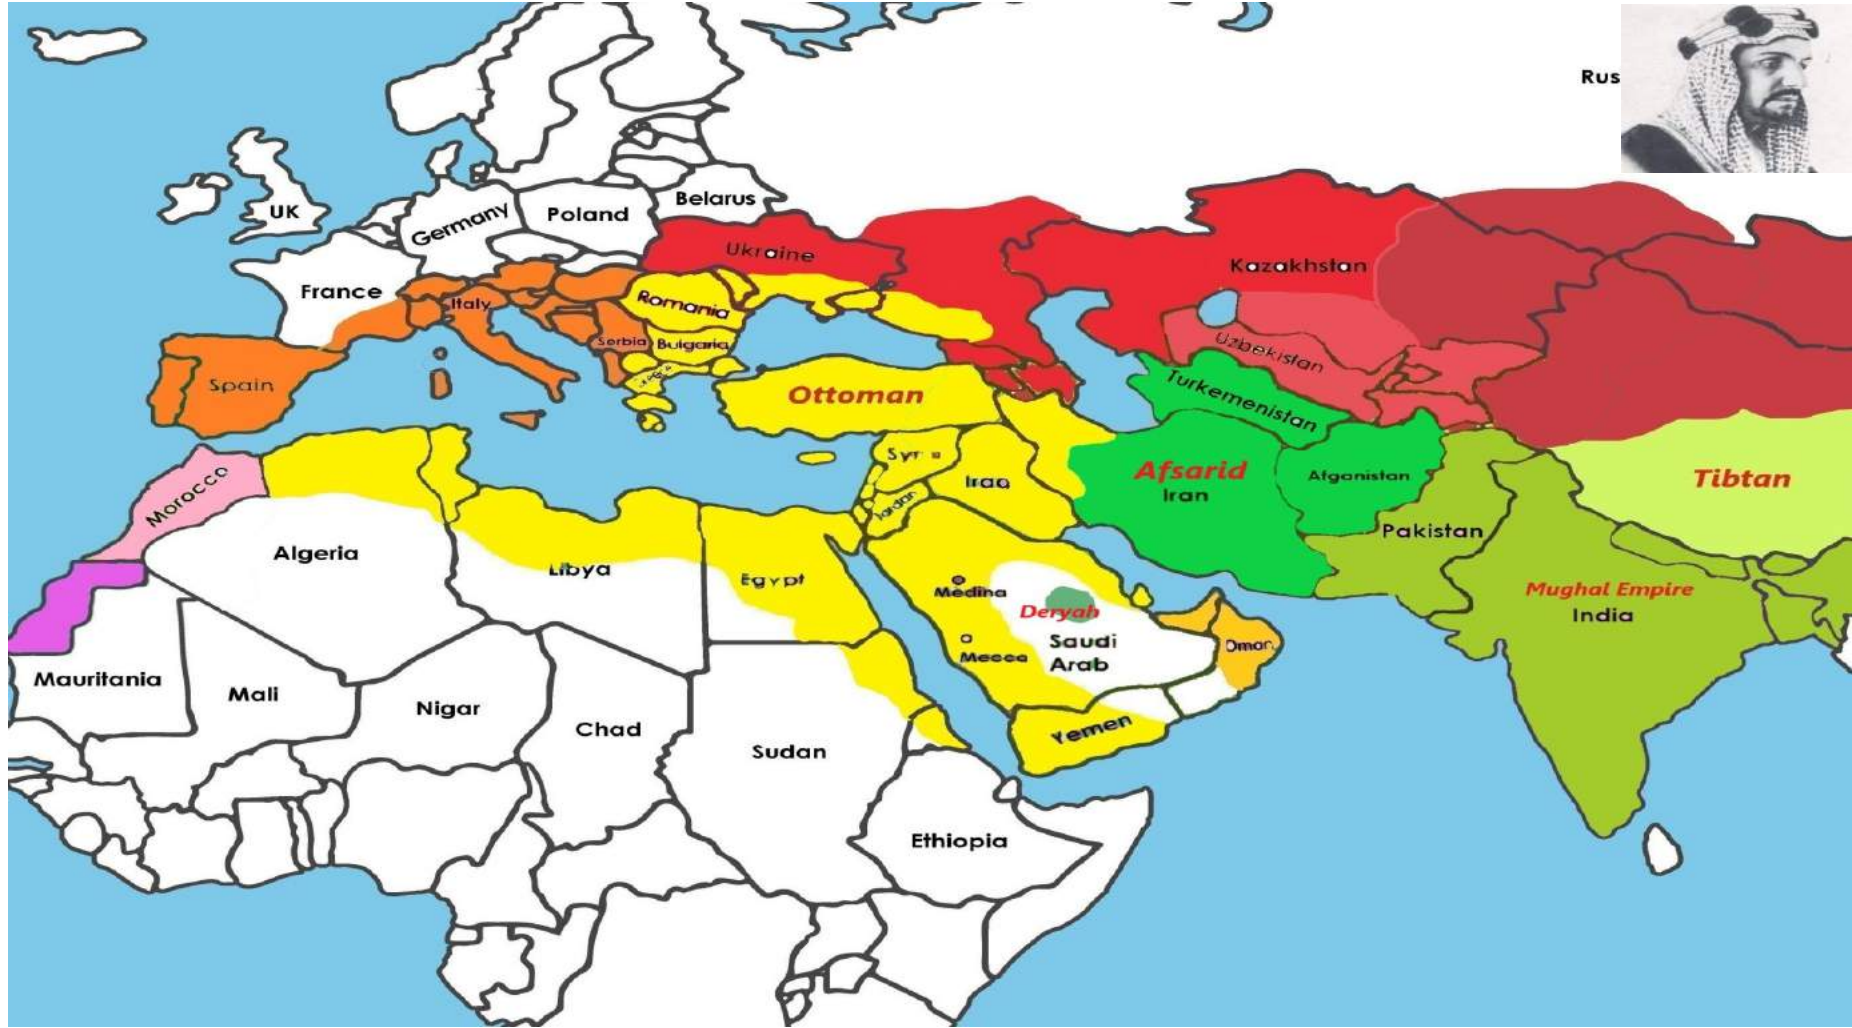 Rus
UK
Germany
Poland
Belarus
France
Ukraine
Kazakhstan
Italy
Romania
Serbia
Bulgaria
Uzbekistan
Spain
Ottoman
Turkemenistan
Morocco
Syria
Iraq
Jordan
Afsarid
Iran
Afganistan
Tibtan
Pakistan
Algeria
Libya
Egypt
Medina
Deryah
Mughal Empire
India
Saudi
Arab
Mecca
Oman
Mauritania
Mali
Nigar
Chad
Sudan
Yemen
Ethiopia